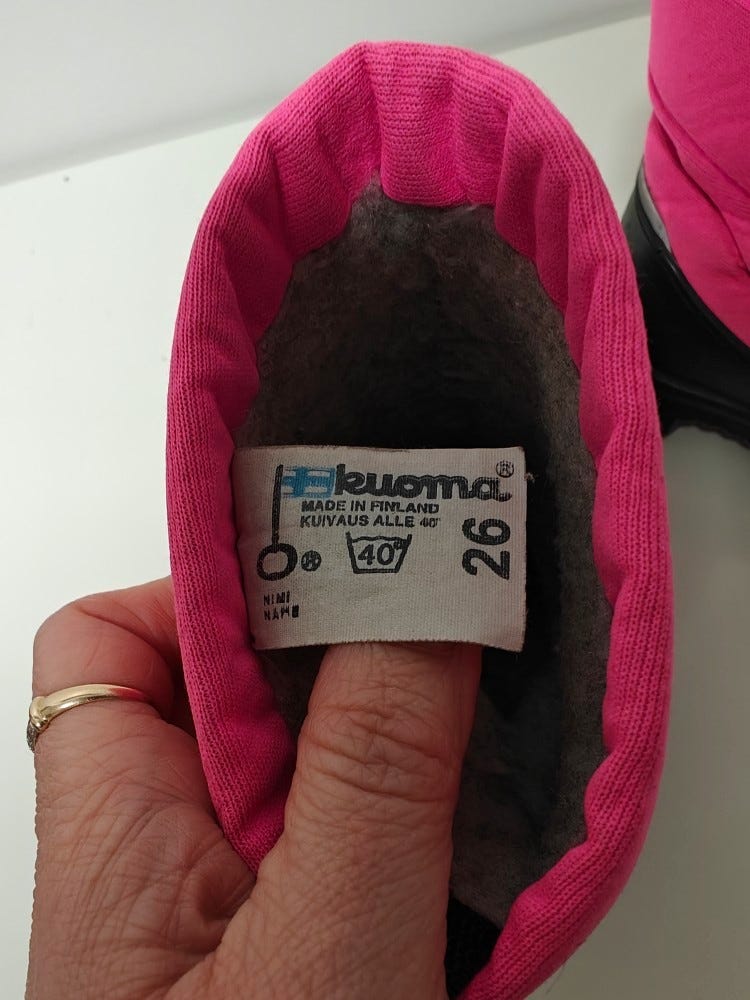 kuoma®
MADE IN FINLAND
KUIVAUS ALLE 40°
40°
26
®
NIMI
NAME